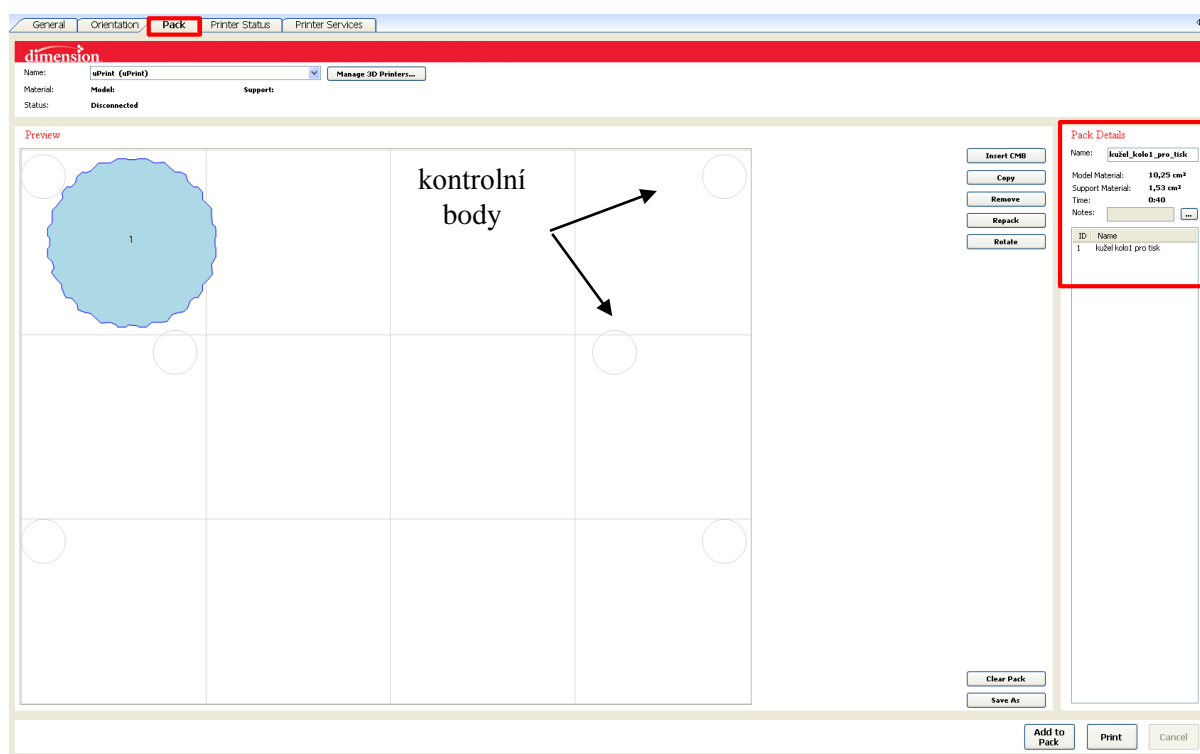 General Orientation Pack Printer Status Printer Services
dimension
Name: uPrint (uPrint) Manage 3D Printers...
Material: Model: Support:
Status: Disconnected
Preview
kontrolní
body
1
Insert CMB
Copy
Remove
Repack
Rotate
Clear Pack
Save As
Pack Details
Name: kužel_kolo1_pro_tisk
Model Material: 10,25 cm³
Support Material: 1,53 cm³
Time: 0:40
Notes: ...
ID Name
1 kužel kolo1 pro tisk
Add to
Pack
Print
Cancel